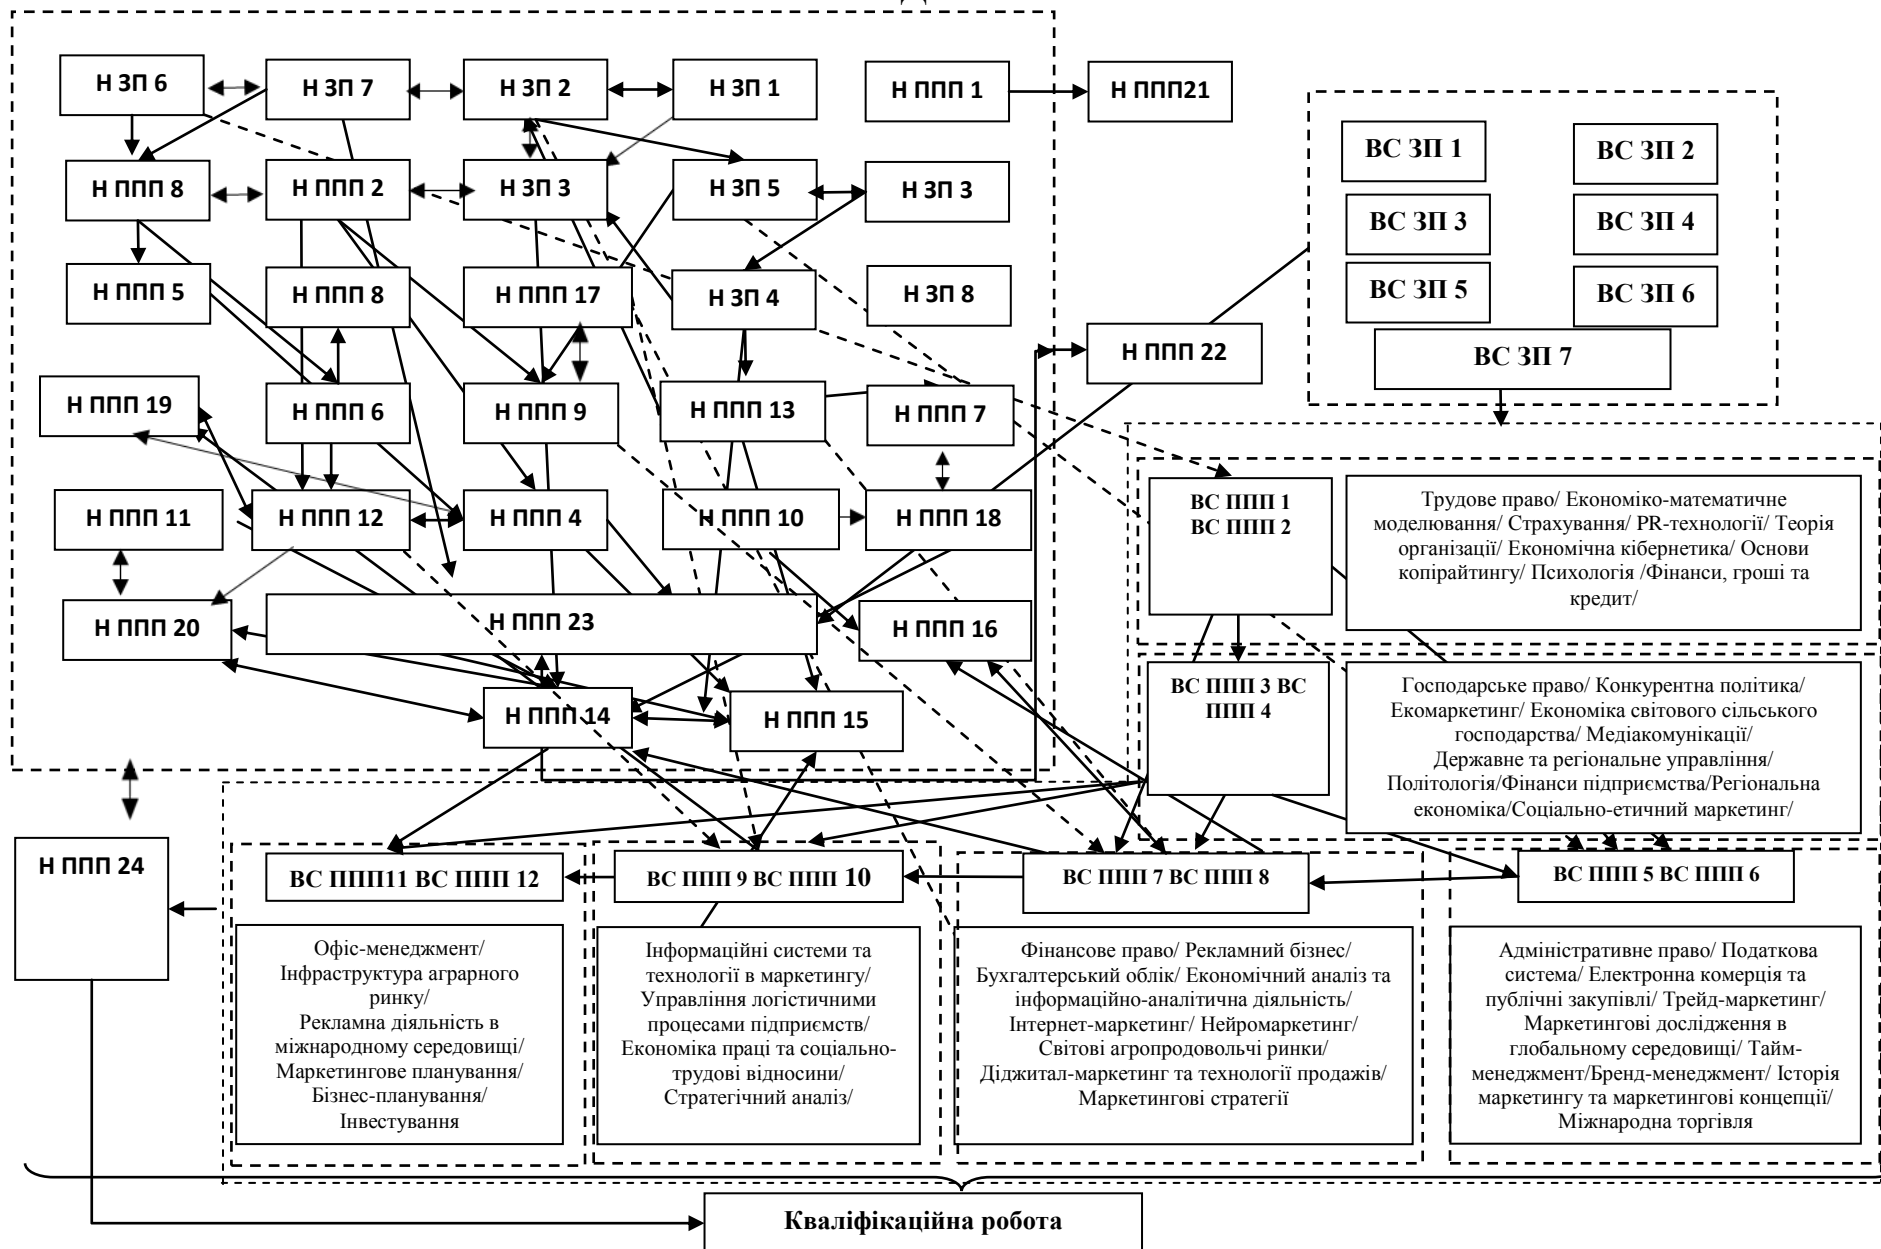 Д
Н ЗП 6
Н ЗП 7
Н ЗП 2
Н ЗП 1
Н ППП 1
Н ППП21
Н ППП 8
Н ППП 2
Н ЗП 3
Н ЗП 5
Н ЗП 3
Н ППП 5
Н ППП 8
Н ППП 17
Н ЗП 4
Н ЗП 8
Н ППП 22
Н ППП 19
Н ППП 6
Н ППП 9
Н ППП 13
Н ППП 7
Н ППП 11
Н ППП 12
Н ППП 4
Н ППП 10
Н ППП 18
Н ППП 20
Н ППП 23
Н ППП 16
Н ППП 14
Н ППП 15
ВС ЗП 1
ВС ЗП 2
ВС ЗП 3
ВС ЗП 4
ВС ЗП 5
ВС ЗП 6
ВС ЗП 7
ВС ППП 1
ВС ППП 2
Трудове право/ Економіко-математичне
моделювання/ Страхування/ PR-технології/ Теорія
організації/ Економічна кібернетика/ Основи
копірайтингу/ Психологія /Фінанси, гроші та
кредит/
ВС ППП 3 ВС
ППП 4
Господарське право/ Конкурентна політика/
Екомаркетинг/ Економіка світового сільського
господарства/ Медіакомунікації/
Державне та регіональне управління/
Політологія/Фінанси підприємства/Регіональна
економіка/Соціально-етичний маркетинг/
Н ППП 24
ВС ППП11 ВС ППП 12
ВС ППП 9 ВС ППП 10
ВС ППП 7 ВС ППП 8
ВС ППП 5 ВС ППП 6
Офіс-менеджмент/
Інфраструктура аграрного
ринку/
Рекламна діяльність в
міжнародному середовищі/
Маркетингове планування/
Бізнес-планування/
Інвестування
Інформаційні системи та
технології в маркетингу/
Управління логістичними
процесами підприємств/
Економіка праці та соціально-
трудові відносини/
Стратегічний аналіз/
Фінансове право/ Рекламний бізнес/
Бухгалтерський облік/ Економічний аналіз та
інформаційно-аналітична діяльність/
Інтернет-маркетинг/ Нейромаркетинг/
Світові агропродовольчі ринки/
Діджитал-маркетинг та технології продажів/
Маркетингові стратегії
Адміністративне право/ Податкова
система/ Електронна комерція та
публічні закупівлі/ Трейд-маркетинг/
Маркетингові дослідження в
глобальному середовищі/ Тайм-
менеджмент/Бренд-менеджмент/ Історія
маркетингу та маркетингові концепції/
Міжнародна торгівля
Кваліфікаційна робота